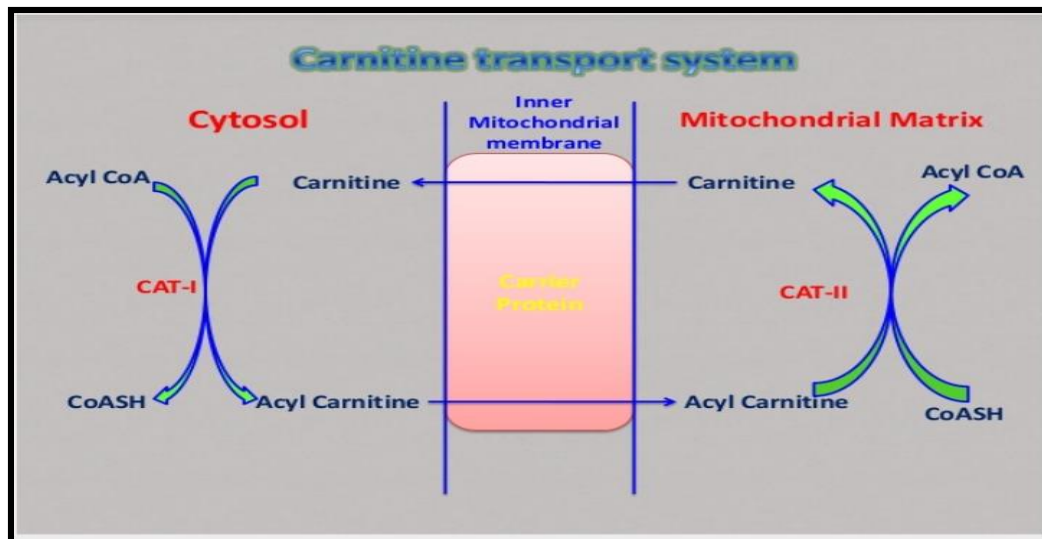 Carnitine transport system
Cytosol
Inner
Mitochondrial
membrane
Mitochondrial Matrix
Acyl CoA
Carnitine
Carnitine
Acyl CoA
CAT-I
Carrier
Protein
CAT-II
CoASH
Acyl Carnitine
Acyl Carnitine
CoASH